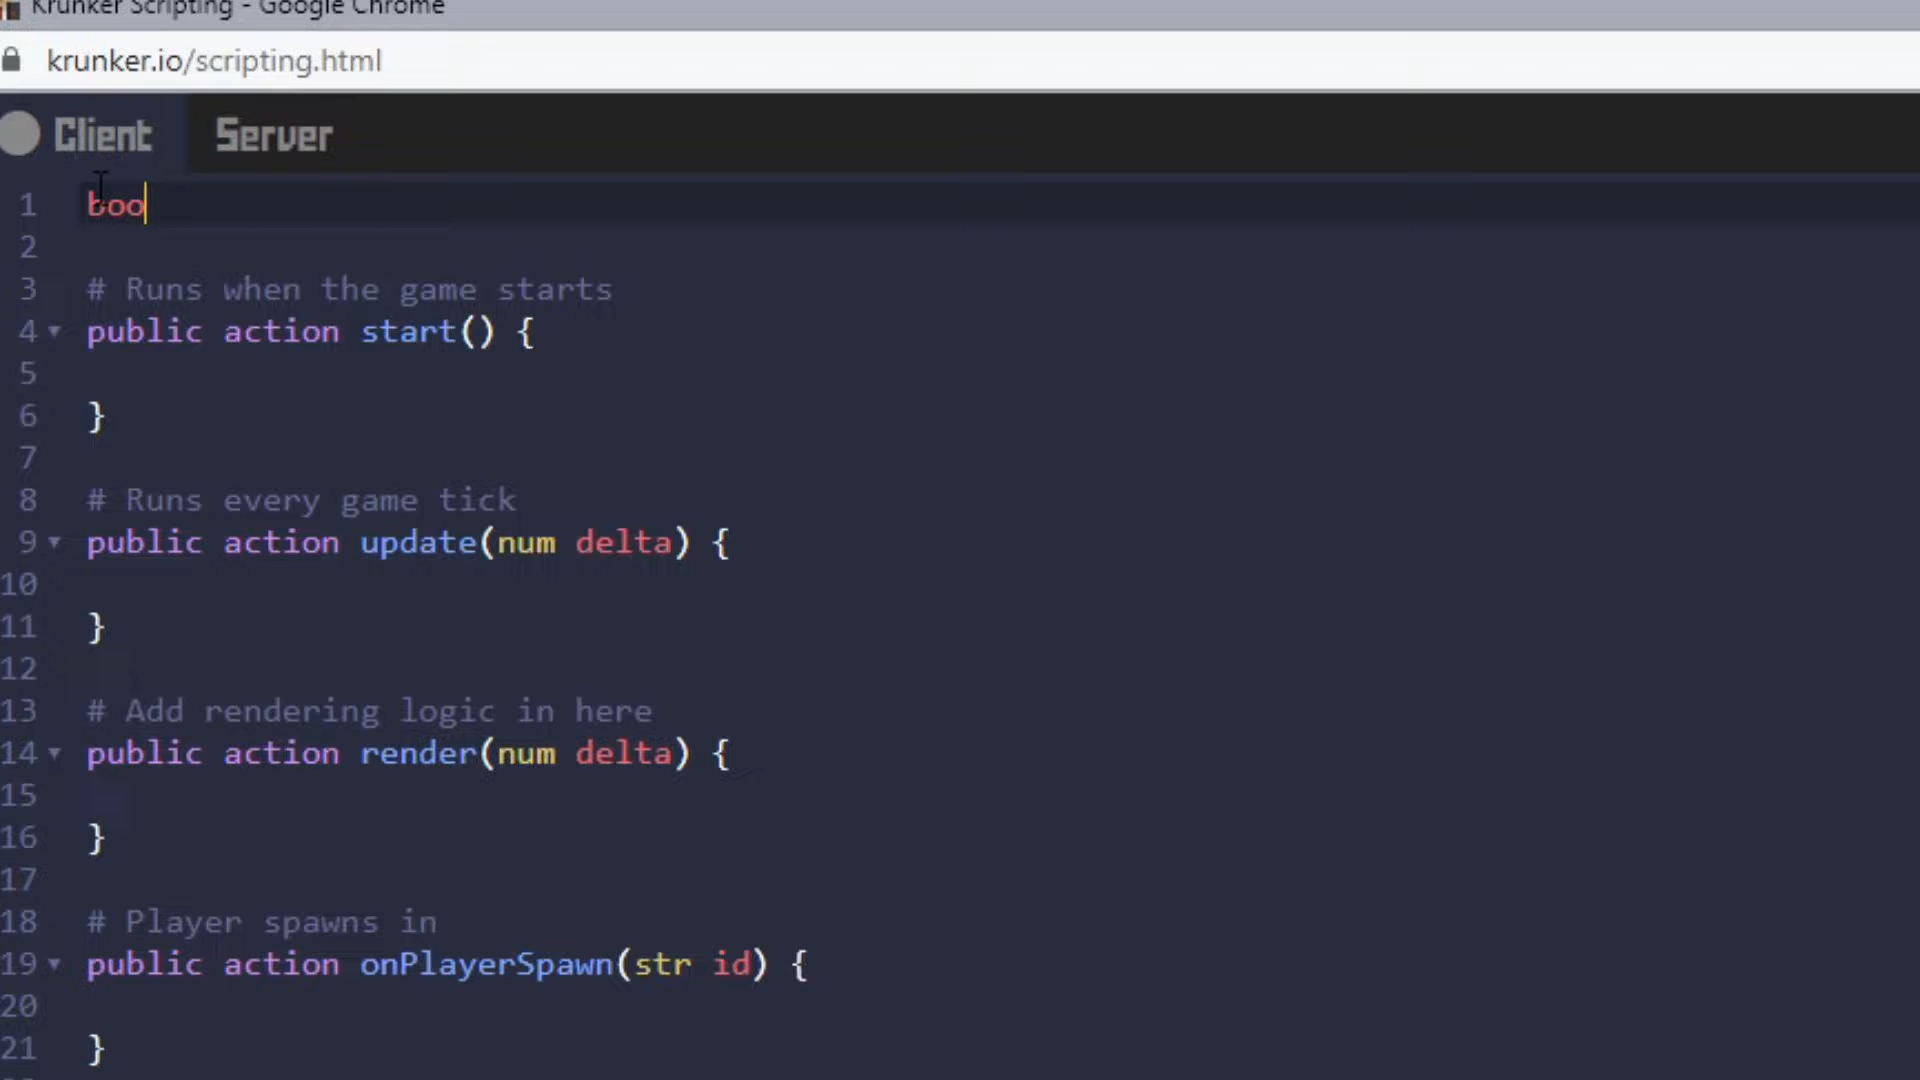 Krunker Scripting - Google Chrome
krunker.io/scripting.html
Client Server
1 boo
2
3 # Runs when the game starts
4 public action start() {
5
6 }
7
8 # Runs every game tick
9 public action update(num delta) {
10
11 }
12
13 # Add rendering logic in here
14 public action render(num delta) {
15
16 }
17
18 # Player spawns in
19 public action onPlayerSpawn(str id) {
20
21 }